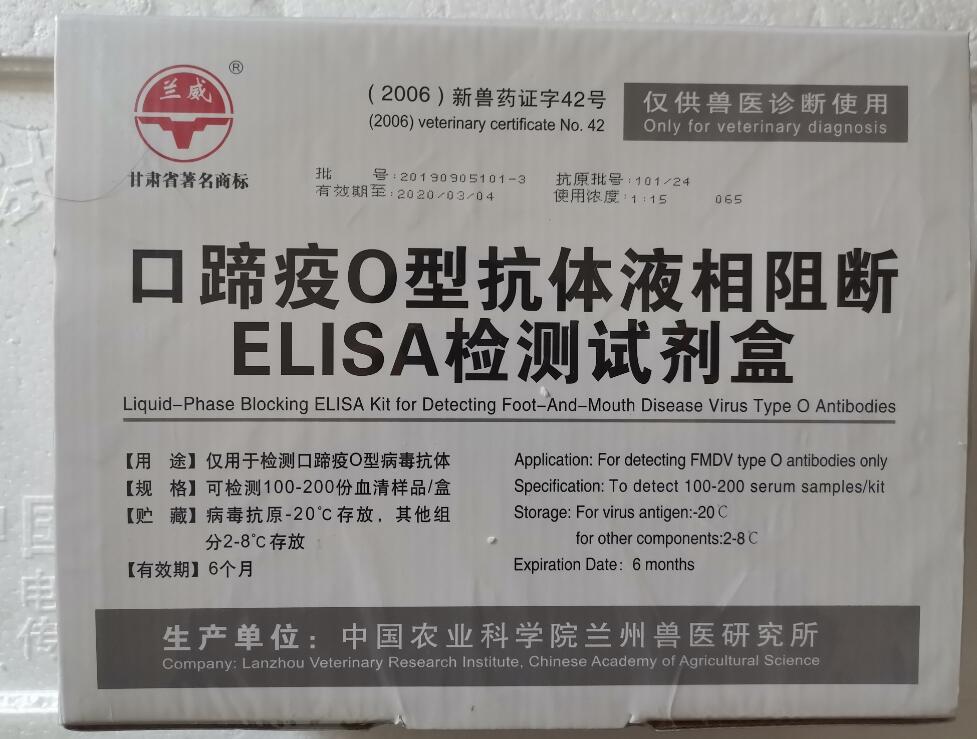 兰威
®
甘肃省著名商标
(2006)新兽药证字42号
(2006) veterinary certificate No. 42
仅供兽医诊断使用
Only for veterinary diagnosis
批 号:20190905101-3 抗原批号:101/24
有效期至:2020/03/04 使用浓度:1:15 065
口蹄疫O型抗体液相阻断
ELISA检测试剂盒
Liquid-Phase Blocking ELISA Kit for Detecting Foot-And-Mouth Disease Virus Type O Antibodies
【用 途】仅用于检测口蹄疫O型病毒抗体
【规 格】可检测100-200份血清样品/盒
【贮 藏】病毒抗原-20℃存放，其他组
分2-8℃存放
【有效期】6个月
Application: For detecting FMDV type O antibodies only
Specification: To detect 100-200 serum samples/kit
Storage: For virus antigen:-20℃
for other components:2-8℃
Expiration Date: 6 months
生产单位：中国农业科学院兰州兽医研究所
Company: Lanzhou Veterinary Research Institute, Chinese Academy of Agricultural Science